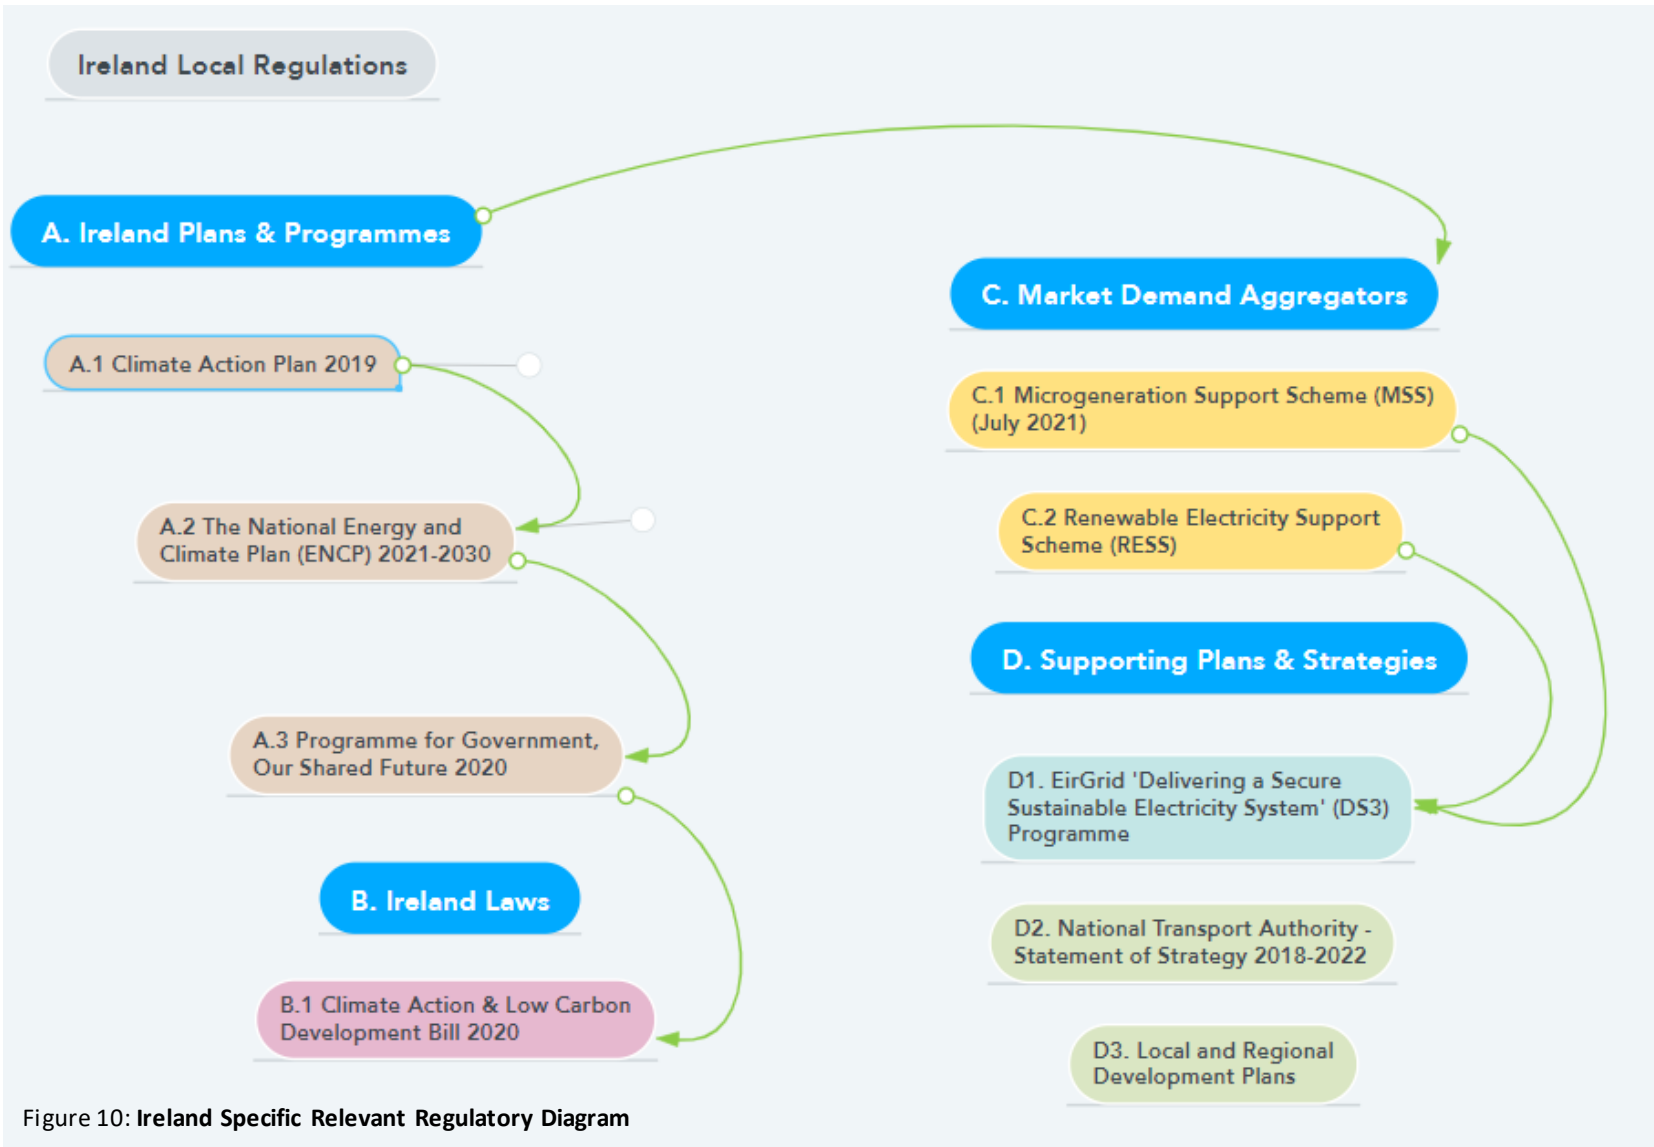 Ireland Local Regulations
A. Ireland Plans & Programmes
A.1 Climate Action Plan 2019
A.2 The National Energy and
Climate Plan (ENCP) 2021-2030
A.3 Programme for Government,
Our Shared Future 2020
B. Ireland Laws
B.1 Climate Action & Low Carbon
Development Bill 2020
C. Market Demand Aggregators
C.1 Microgeneration Support Scheme (MSS)
(July 2021)
C.2 Renewable Electricity Support
Scheme (RESS)
D. Supporting Plans & Strategies
D1. EirGrid 'Delivering a Secure
Sustainable Electricity System' (DS3)
Programme
D2. National Transport Authority -
Statement of Strategy 2018-2022
D3. Local and Regional
Development Plans
Figure 10: Ireland Specific Relevant Regulatory Diagram